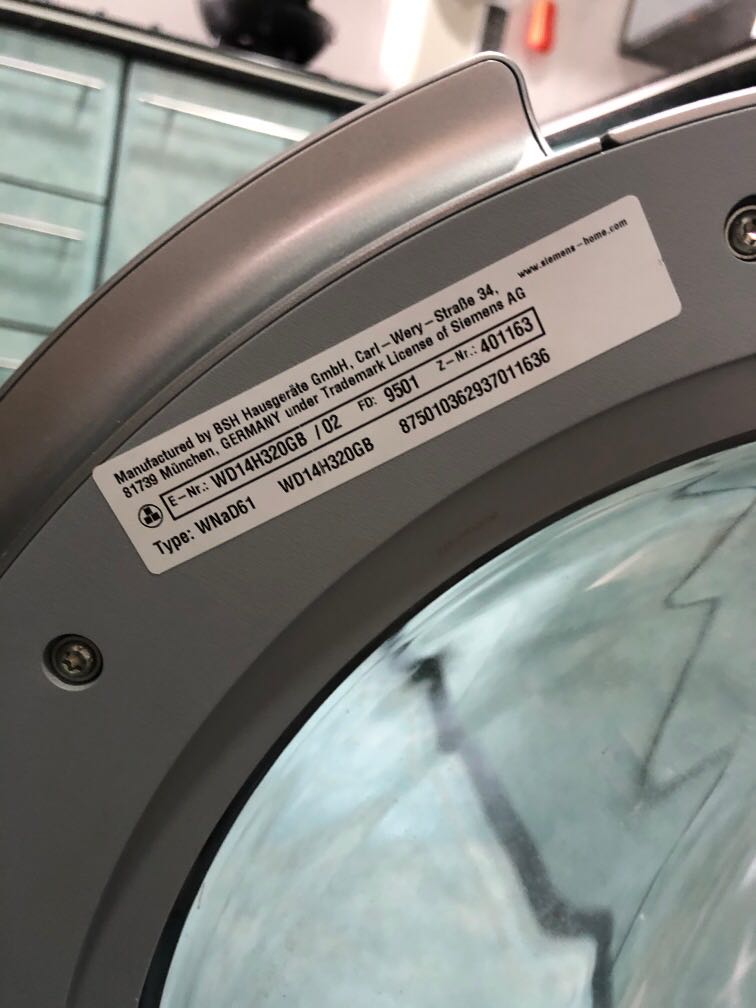 www.siemens-home.com
Manufactured by BSH Hausgeräte GmbH, Carl-Wery-Straße 34,
81739 München, GERMANY under Trademark License of Siemens AG
E-Nr.: WD14H320GB /02 FD: 9501 Z-Nr.: 401163
Type: WNaD61 WD14H320GB 875010362937011636